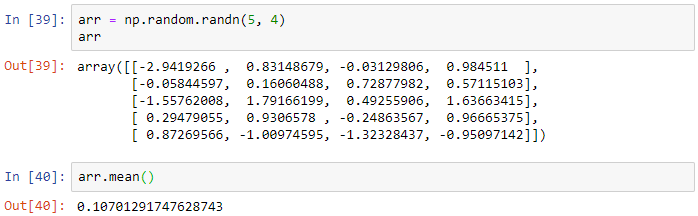 In [39]: arr = np.random.randn(5, 4)
arr
Out[39]: array([[-2.9419266 ,  0.83148679, -0.03129806,  0.984511  ],
[-0.05844597,  0.16060488,  0.72877982,  0.57115103],
[-1.55762008,  1.79166199,  0.49255906,  1.63663415],
[ 0.29479055,  0.9306578 , -0.24863567,  0.96665375],
[ 0.87269566, -1.00974595, -1.32328437, -0.95097142]])
In [40]: arr.mean()
Out[40]: 0.10701291747628743